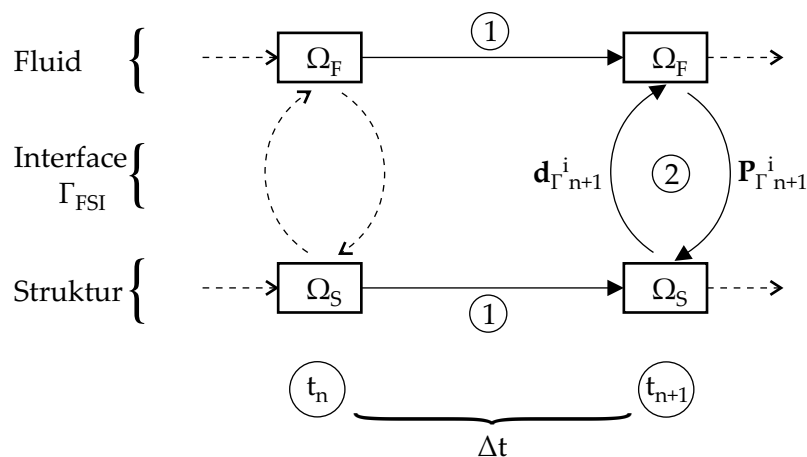 ①
Fluid { Ω_F Ω_F
Interface {
Γ_FSI
d_Γ^i_n+1 ② P_Γ^i_n+1
Struktur { Ω_S Ω_S
①
t_n t_n+1
Δt